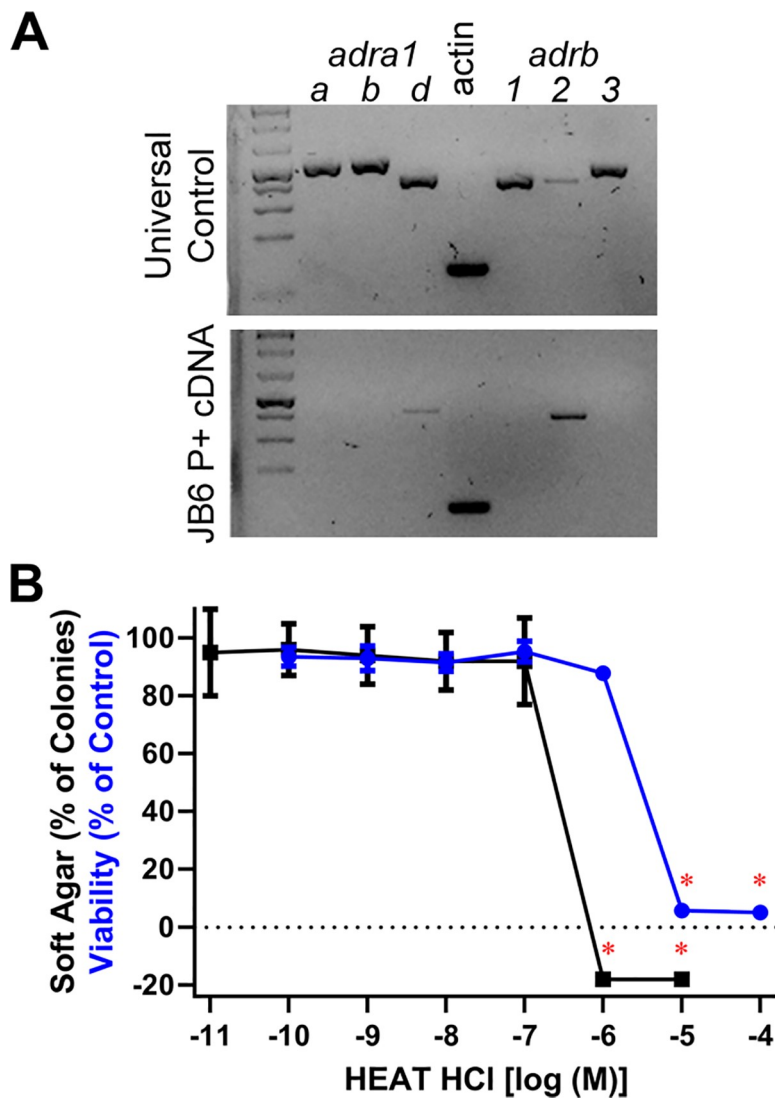 A
adra1 actin adrb
a b d 1 2 3
Universal
Control
JB6 P+ cDNA
B
Soft Agar (% of Colonies)
Viability (% of Control)
100
80
60
40
20
0
-20
* *
* *
-11 -10 -9 -8 -7 -6 -5 -4
HEAT HCl [log (M)]